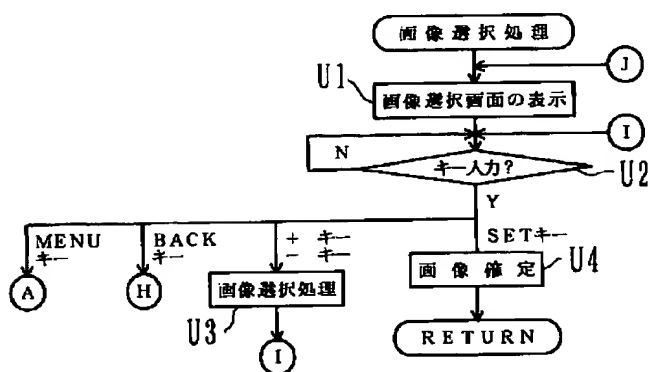 画像選択処理
J
U1
画像選択画面の表示
I
N
キー入力?
U2
Y
MENU
キー
BACK
キー
+ キー
- キー
SETキー
A
H
画像選択処理
U3
画像確定
U4
I
RETURN